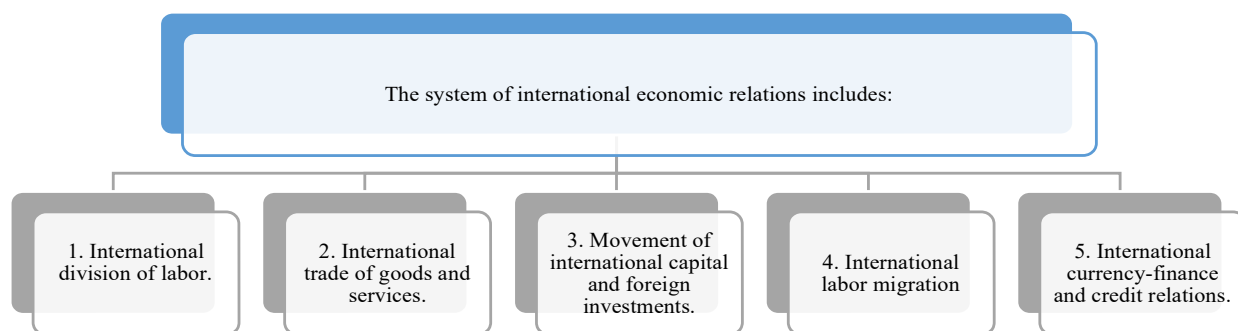 The system of international economic relations includes:
1. International
division of labor.
2. International
trade of goods and
services.
3. Movement of
international capital
and foreign
investments.
4. International
labor migration
5. International
currency-finance
and credit relations.